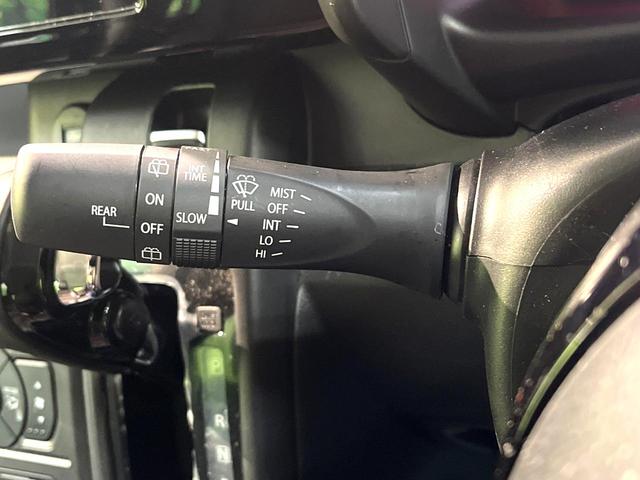 REAR
ON
OFF
INT
TIME
SLOW
PULL
MIST
OFF
INT
LO
HI
P
R
N